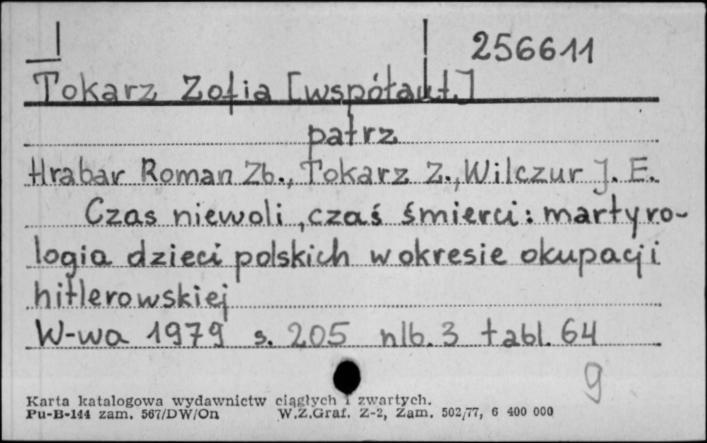 256611
Tokarz Zofia [współaut.]
patrz
Hrabar Roman Zb., Tokarz Z., Wilczur J. E.
Czas niewoli, czaś śmierci: martyro-
logia dzieci polskich w okresie okupacji
hitlerowskiej
W-wa 1979 s. 205 nlb. 3 tabl. 64
9
Karta katalogowa wydawnictw ciągłych i zwartych.
Pu-B-144 zam. 567/DW/On W.Z.Graf. Z-2, Zam. 502/77, 6 400 000